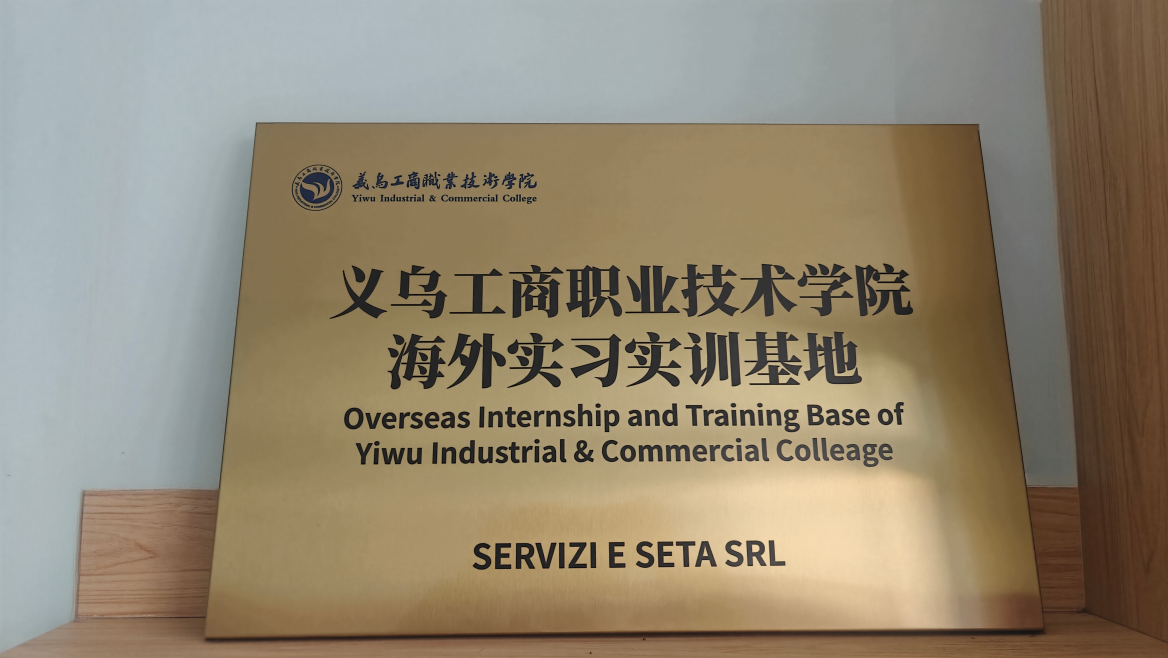 義烏工商職業技術學院
Yiwu Industrial & Commercial College
义乌工商职业技术学院
海外实习实训基地
Overseas Internship and Training Base of
Yiwu Industrial & Commercial Colleage
SERVIZI E SETA SRL